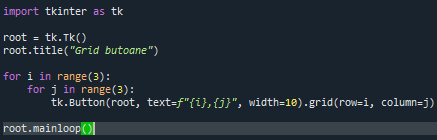 import tkinter as tk
root = tk.Tk()
root.title("Grid butoane")
for i in range(3):
    for j in range(3):
        tk.Button(root, text=f"{i},{j}", width=10).grid(row=i, column=j)
root.mainloop()